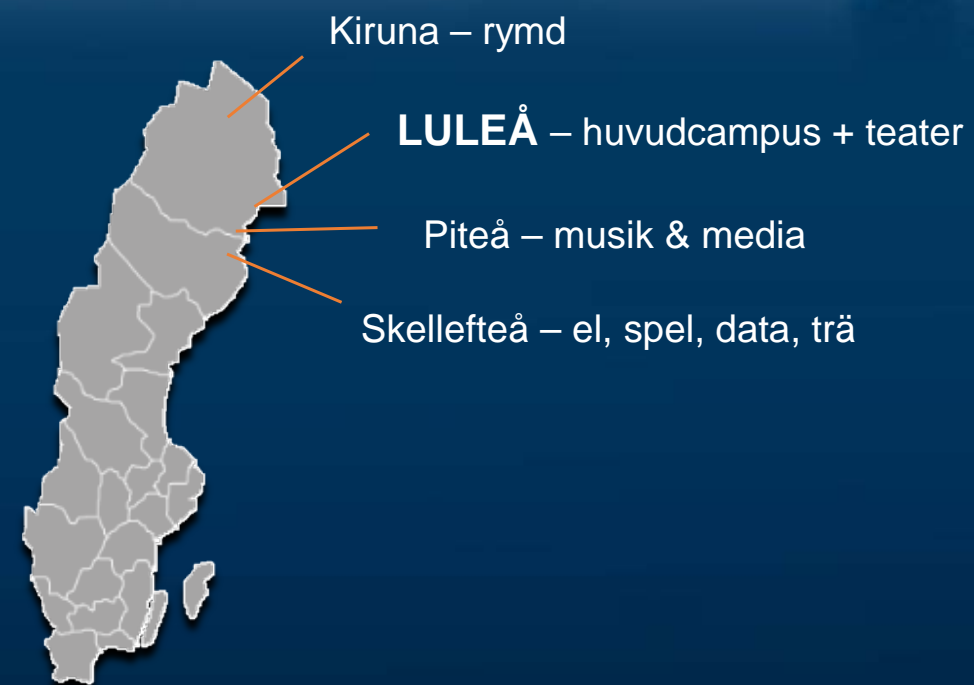 Kiruna – rymd
LULEÅ – huvudcampus + teater
Piteå – musik & media
Skellefteå – el, spel, data, trä